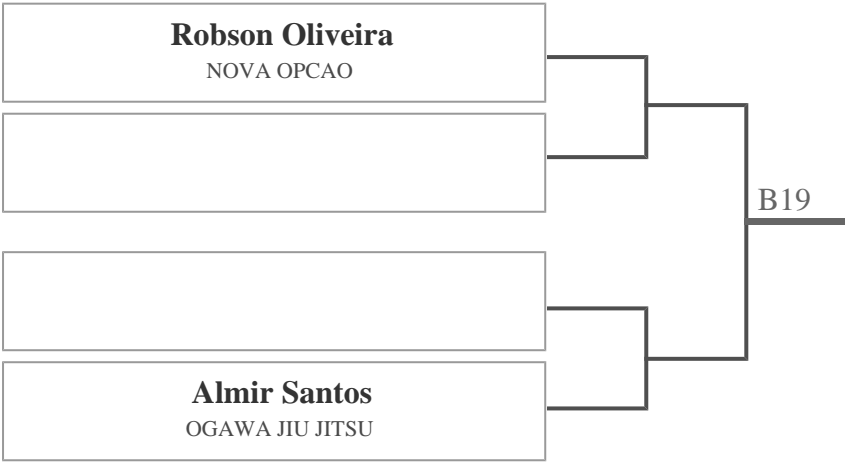 Robson Oliveira
NOVA OPCAO
B19
Almir Santos
OGAWA JIU JITSU